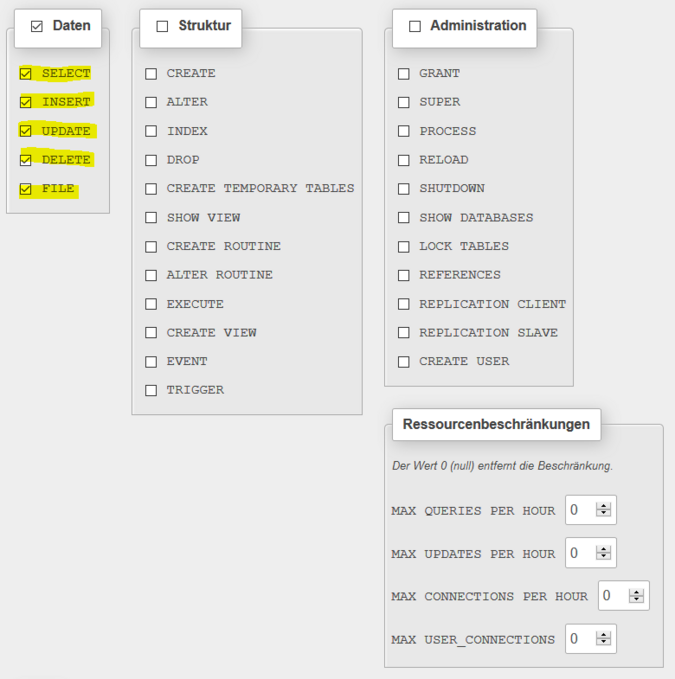 Daten
SELECT
INSERT
UPDATE
DELETE
FILE
Struktur
CREATE
ALTER
INDEX
DROP
CREATE TEMPORARY TABLES
SHOW VIEW
CREATE ROUTINE
ALTER ROUTINE
EXECUTE
CREATE VIEW
EVENT
TRIGGER
Administration
GRANT
SUPER
PROCESS
RELOAD
SHUTDOWN
SHOW DATABASES
LOCK TABLES
REFERENCES
REPLICATION CLIENT
REPLICATION SLAVE
CREATE USER
Ressourcenbeschränkungen
Der Wert 0 (null) entfernt die Beschränkung.
MAX QUERIES PER HOUR 0
MAX UPDATES PER HOUR 0
MAX CONNECTIONS PER HOUR 0
MAX USER_CONNECTIONS 0